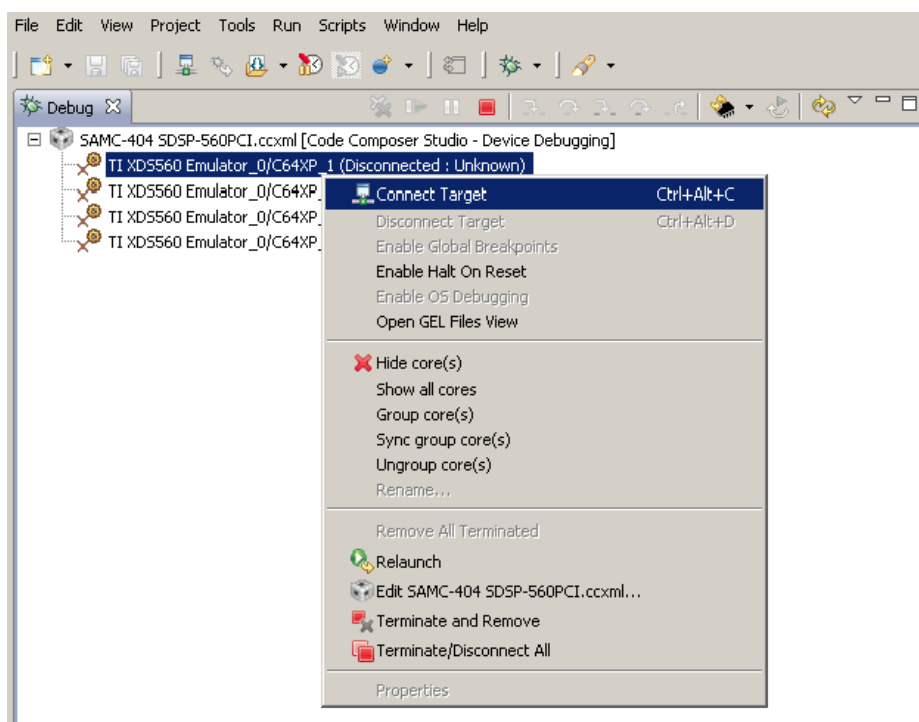 File Edit View Project Tools Run Scripts Window Help
Debug
SAMC-404 SDSP-560PCI.ccxml [Code Composer Studio - Device Debugging]
TI XDS560 Emulator_0/C64XP_1 (Disconnected : Unknown)
TI XDS560 Emulator_0/C64XP_
TI XDS560 Emulator_0/C64XP_
TI XDS560 Emulator_0/C64XP_
Connect Target Ctrl+Alt+C
Disconnect Target Ctrl+Alt+D
Enable Global Breakpoints
Enable Halt On Reset
Enable OS Debugging
Open GEL Files View
Hide core(s)
Show all cores
Group core(s)
Sync group core(s)
Ungroup core(s)
Rename...
Remove All Terminated
Relaunch
Edit SAMC-404 SDSP-560PCI.ccxml...
Terminate and Remove
Terminate/Disconnect All
Properties